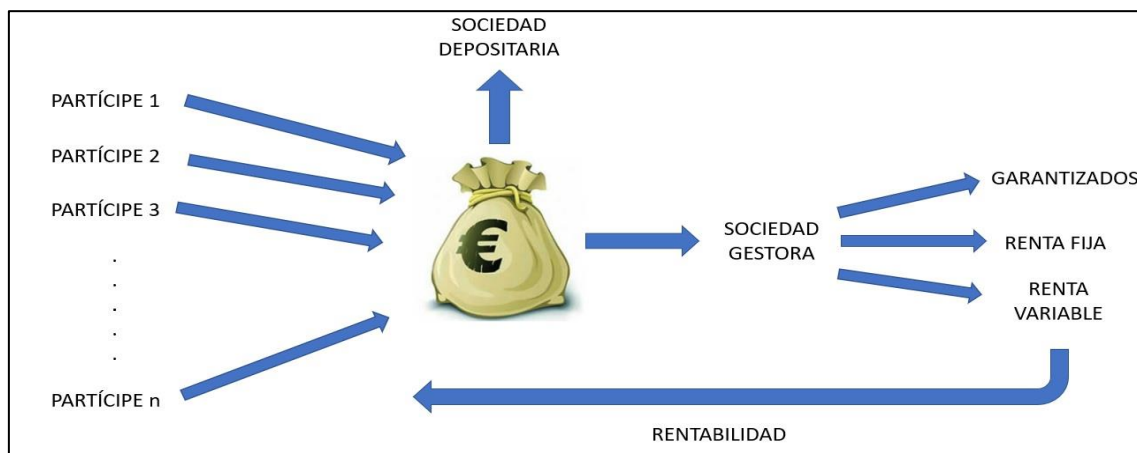 SOCIEDAD
DEPOSITARIA
PARTÍCIPE 1
PARTÍCIPE 2
PARTÍCIPE 3
.
.
.
.
.
PARTÍCIPE n
€
SOCIEDAD
GESTORA
GARANTIZADOS
RENTA FIJA
RENTA
VARIABLE
RENTABILIDAD